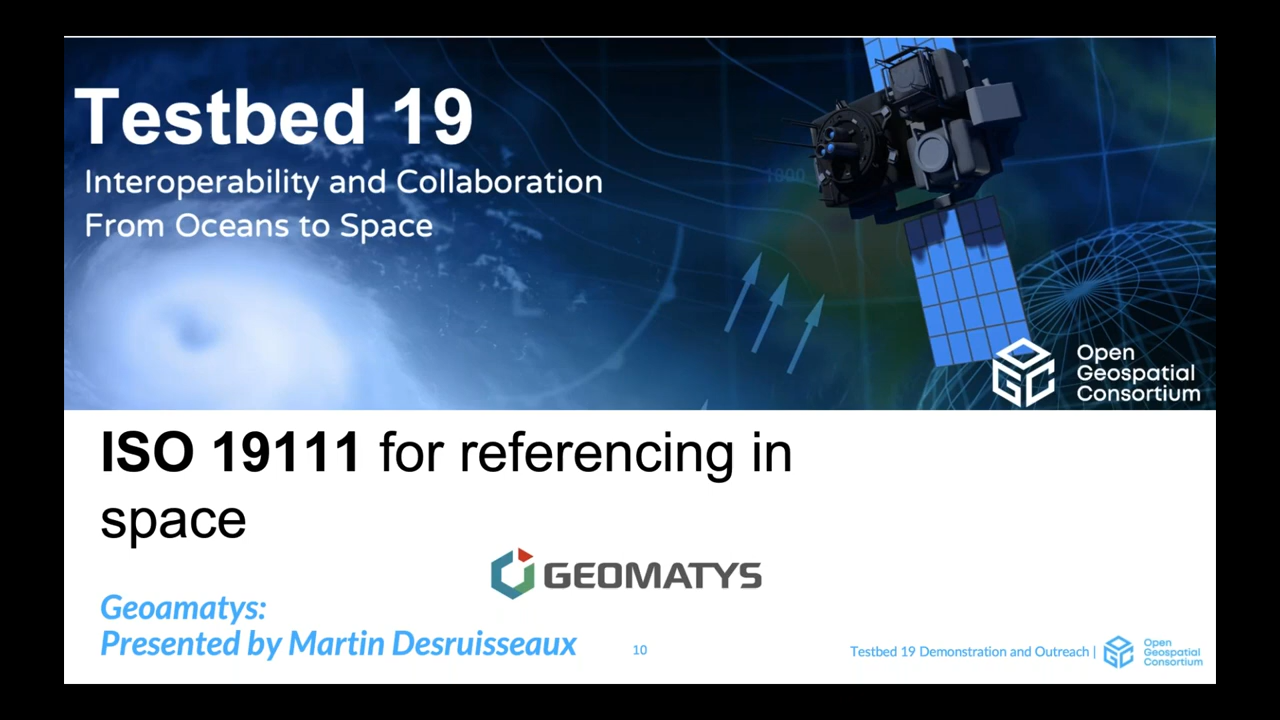 Testbed 19
Interoperability and Collaboration
From Oceans to Space
1000
Open
Geospatial
Consortium
ISO 19111 for referencing in
space
GEOMATYS
Geoamatys:
Presented by Martin Desruisseaux
10
Testbed 19 Demonstration and Outreach |
Open
Geospatial
Consortium